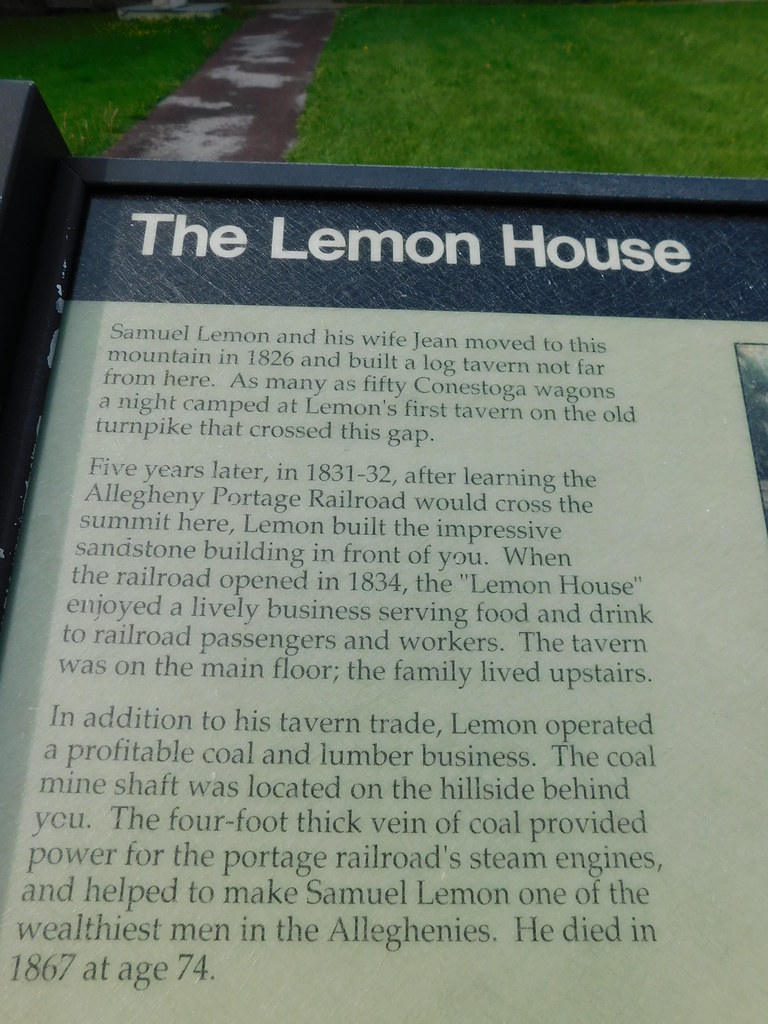 The Lemon House
Samuel Lemon and his wife Jean moved to this
mountain in 1826 and built a log tavern not far
from here. As many as fifty Conestoga wagons
a night camped at Lemon's first tavern on the old
turnpike that crossed this gap.
Five years later, in 1831-32, after learning the
Allegheny Portage Railroad would cross the
summit here, Lemon built the impressive
sandstone building in front of you. When
the railroad opened in 1834, the "Lemon House"
enjoyed a lively business serving food and drink
to railroad passengers and workers. The tavern
was on the main floor; the family lived upstairs.
In addition to his tavern trade, Lemon operated
a profitable coal and lumber business. The coal
mine shaft was located on the hillside behind
you. The four-foot thick vein of coal provided
power for the portage railroad's steam engines,
and helped to make Samuel Lemon one of the
wealthiest men in the Alleghenies. He died in
1867 at age 74.